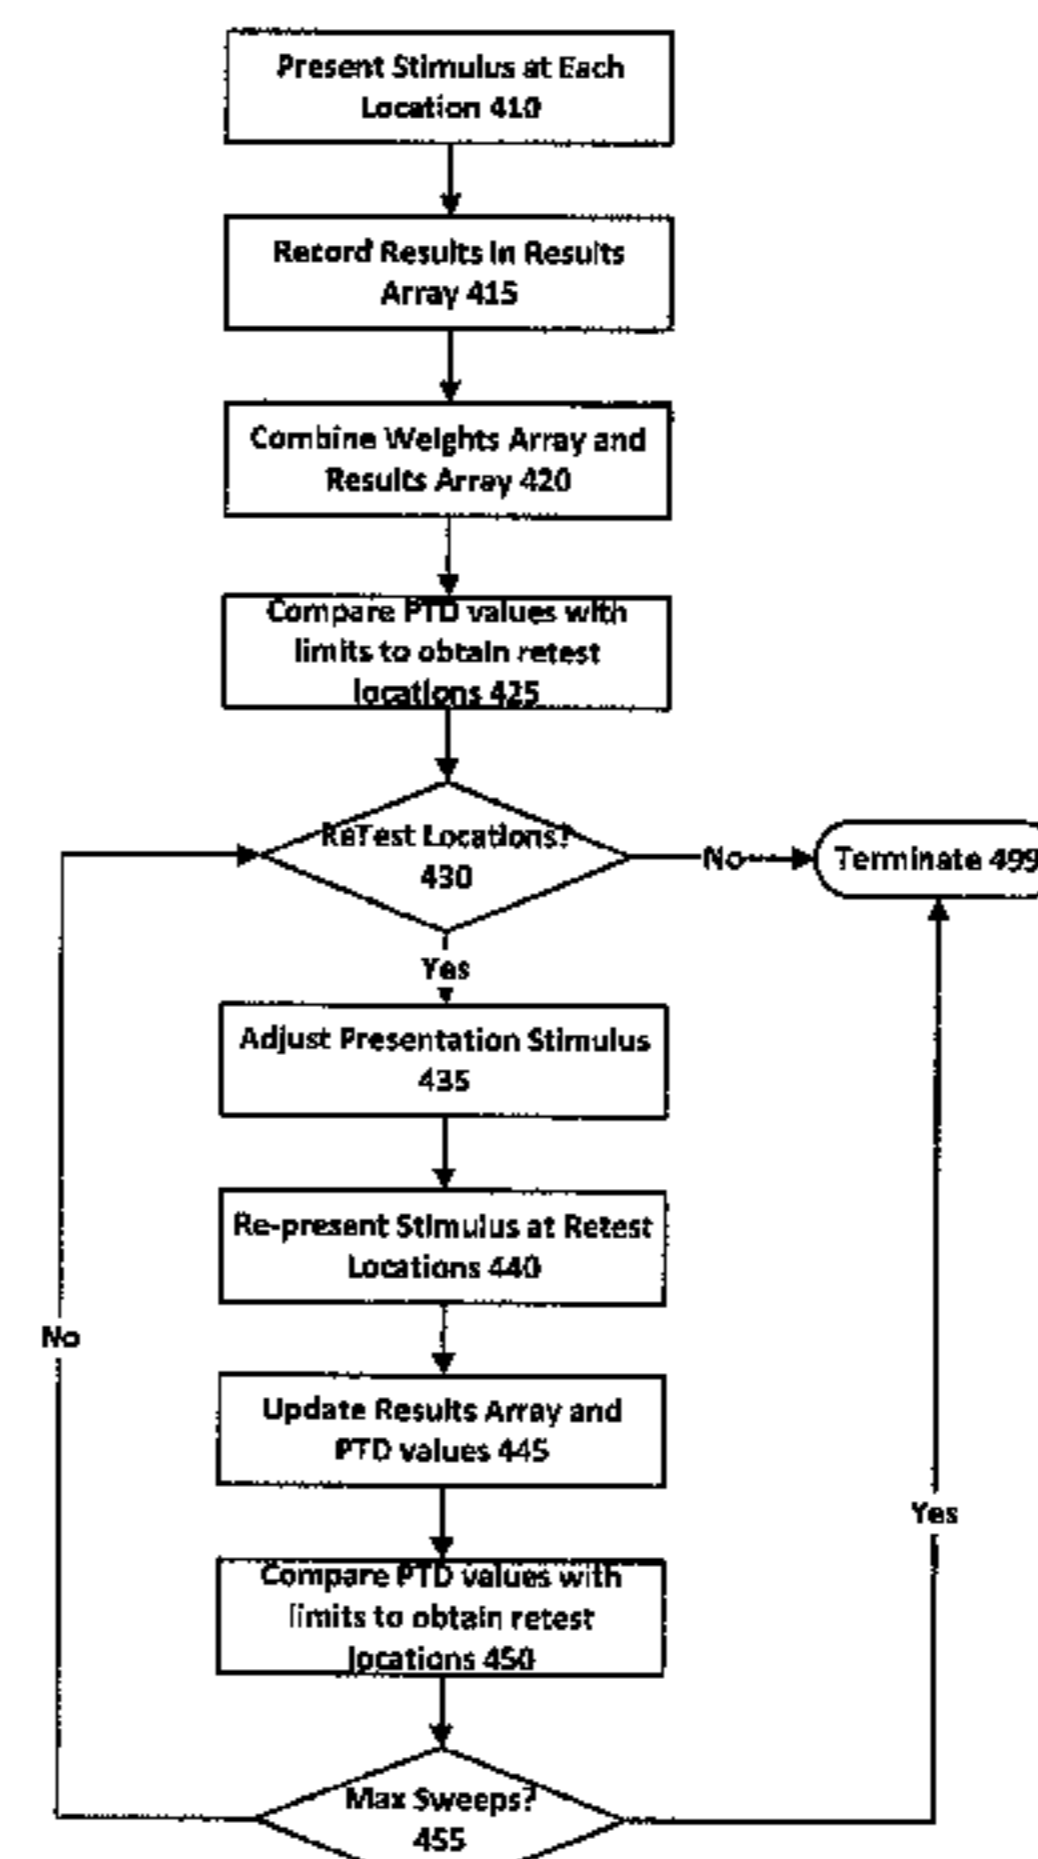 Present Stimulus at Each
Location 410
Record Results in Results
Array 415
Combine Weights Array and
Results Array 420
Compare PTD values with
limits to obtain retest
locations 425
ReTest Locations?
430
No
Terminate 499
Yes
Adjust Presentation Stimulus
435
Re-present Stimulus at Retest
Locations 440
No
Update Results Array and
PTD values 445
Yes
Compare PTD values with
limits to obtain retest
locations 450
Max Sweeps?
455